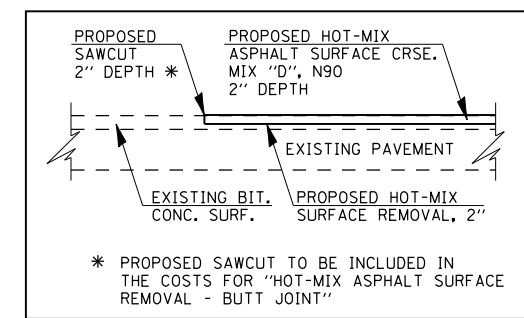 PROPOSED
SAWCUT
2" DEPTH *
PROPOSED HOT-MIX
ASPHALT SURFACE CRSE.
MIX "D", N90
2" DEPTH
EXISTING PAVEMENT
EXISTING BIT.
CONC. SURF.
PROPOSED HOT-MIX
SURFACE REMOVAL, 2"
* PROPOSED SAWCUT TO BE INCLUDED IN
THE COSTS FOR "HOT-MIX ASPHALT SURFACE
REMOVAL - BUTT JOINT"